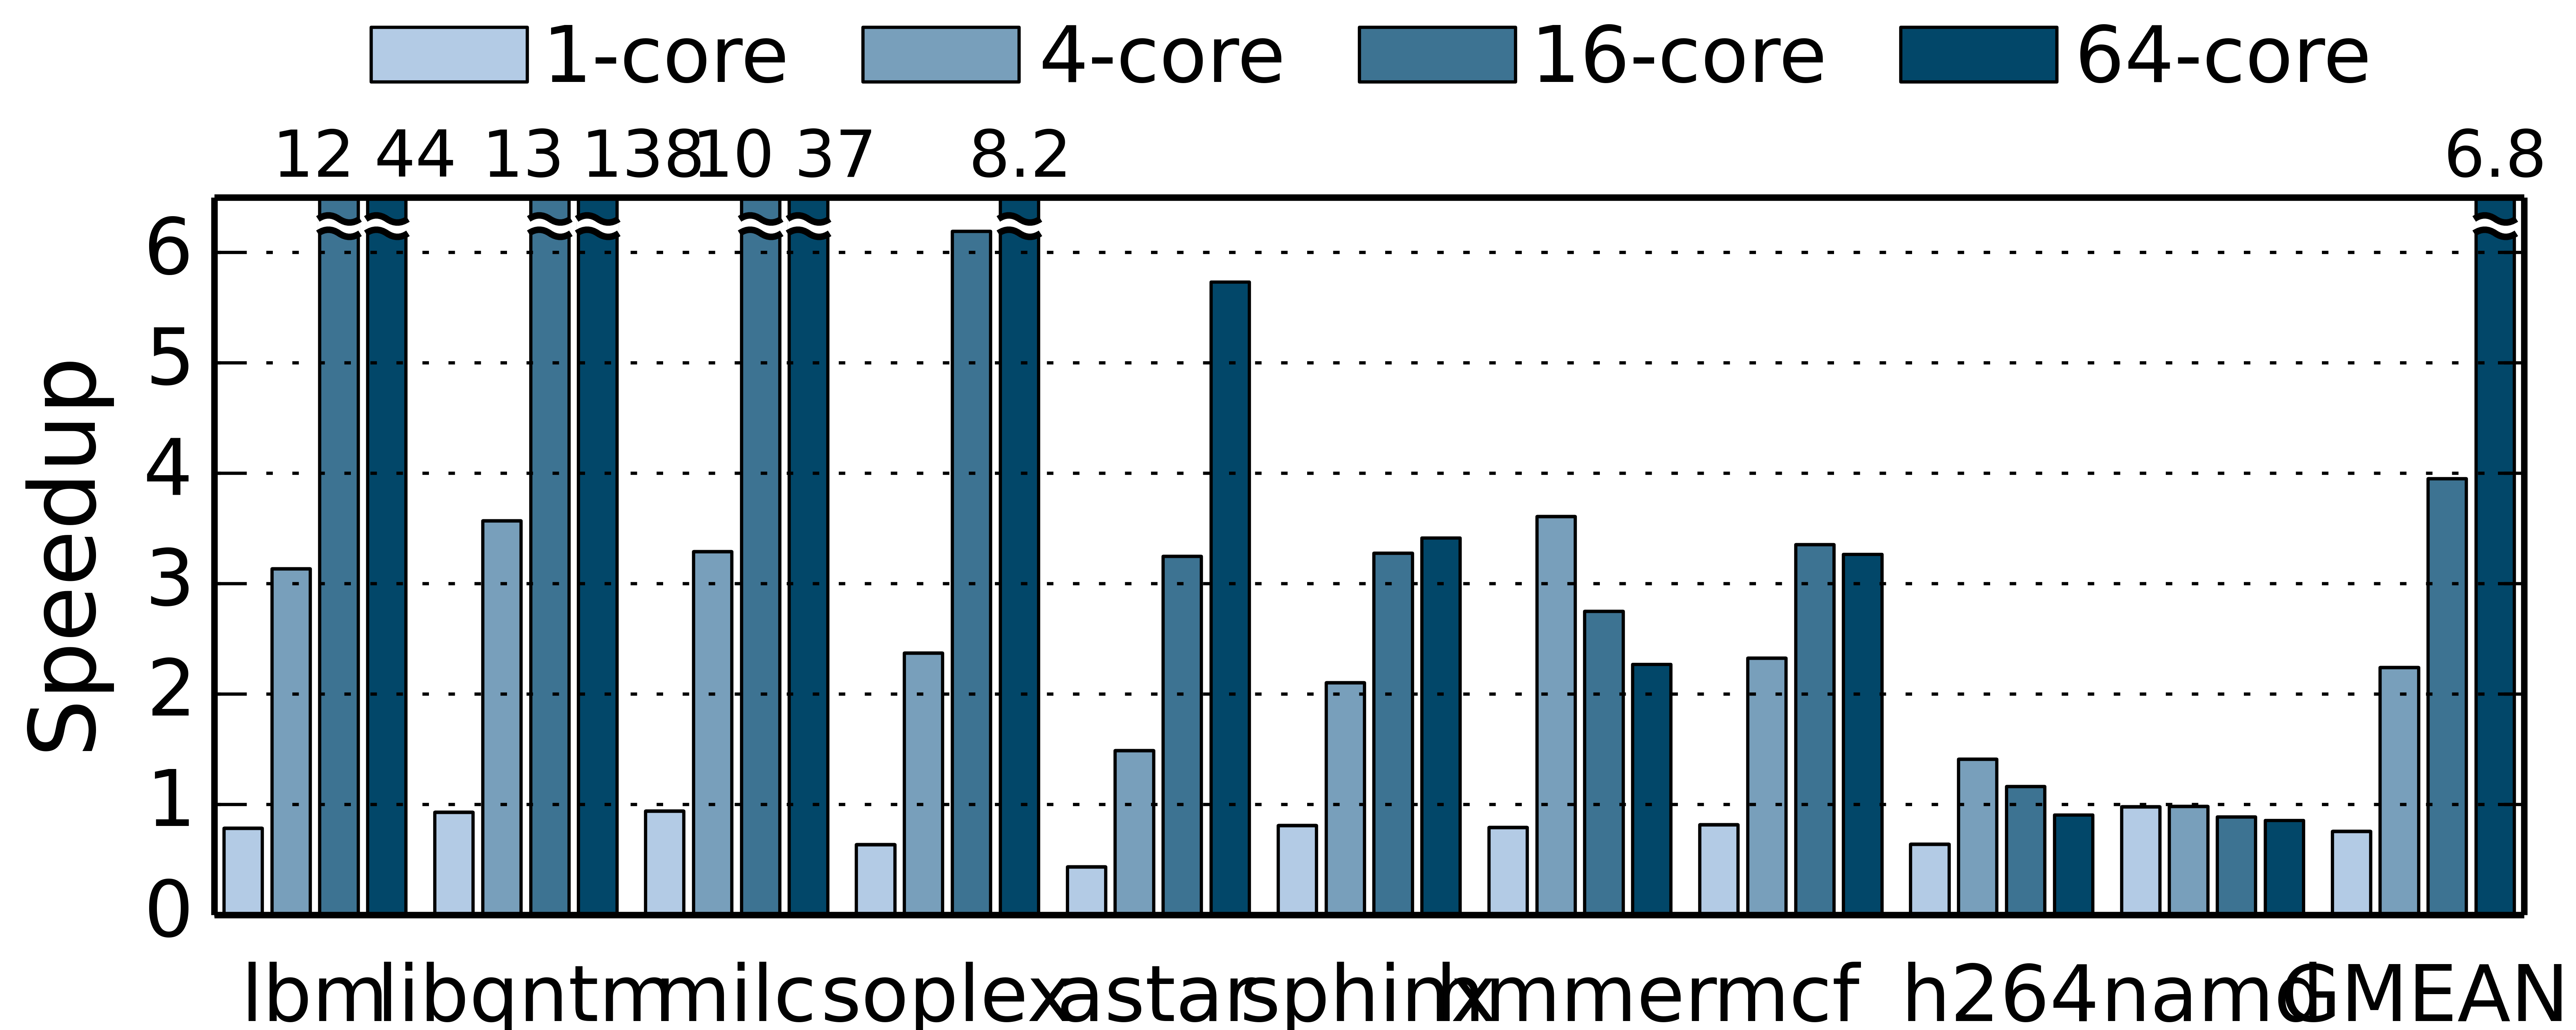 1-core 4-core 16-core 64-core
12 44 13 138 10 37 8.2 6.8
6
5
4
3
2
1
0
Speedup
lbm libqntm milc soplex astar sphinx hmmer mcf h264 namd GMEAN